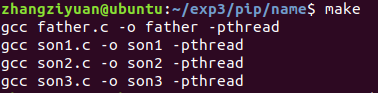 zhangziyuan@ubuntu:~/exp3/pip/name$ make
gcc father.c -o father -pthread
gcc son1.c -o son1 -pthread
gcc son2.c -o son2 -pthread
gcc son3.c -o son3 -pthread